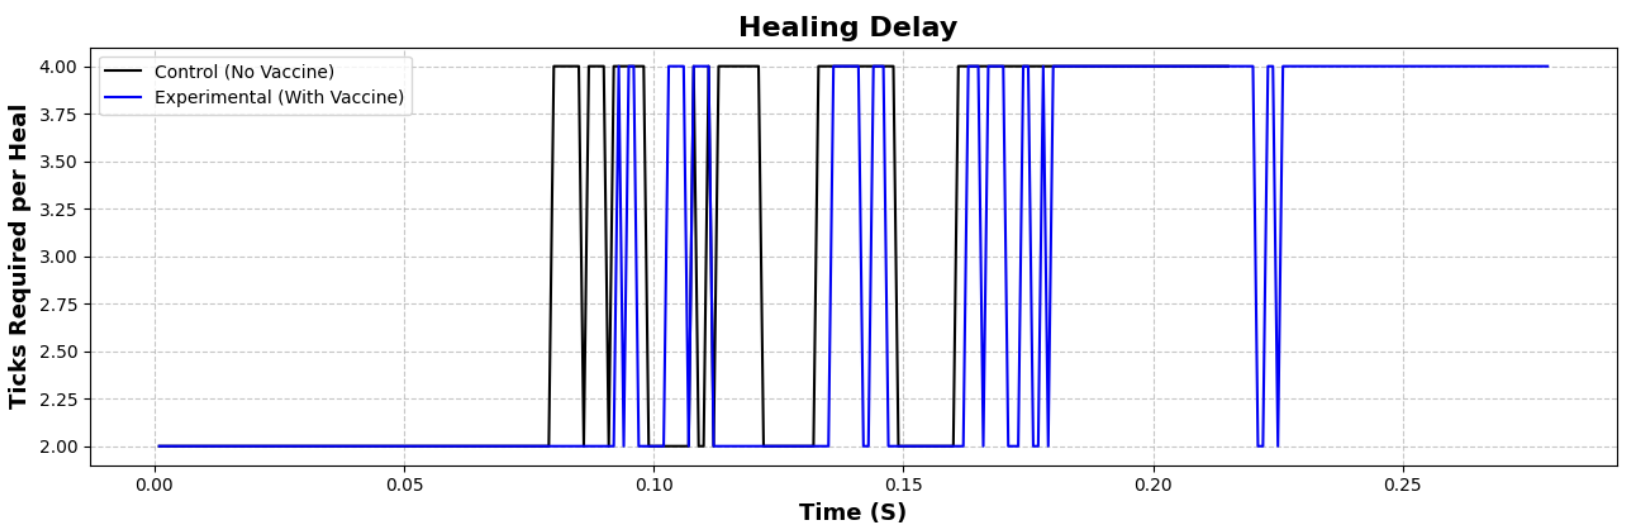 Healing Delay
Control (No Vaccine)
Experimental (With Vaccine)
Ticks Required per Heal
4.00
3.75
3.50
3.25
3.00
2.75
2.50
2.25
2.00
0.00 0.05 0.10 0.15 0.20 0.25
Time (S)